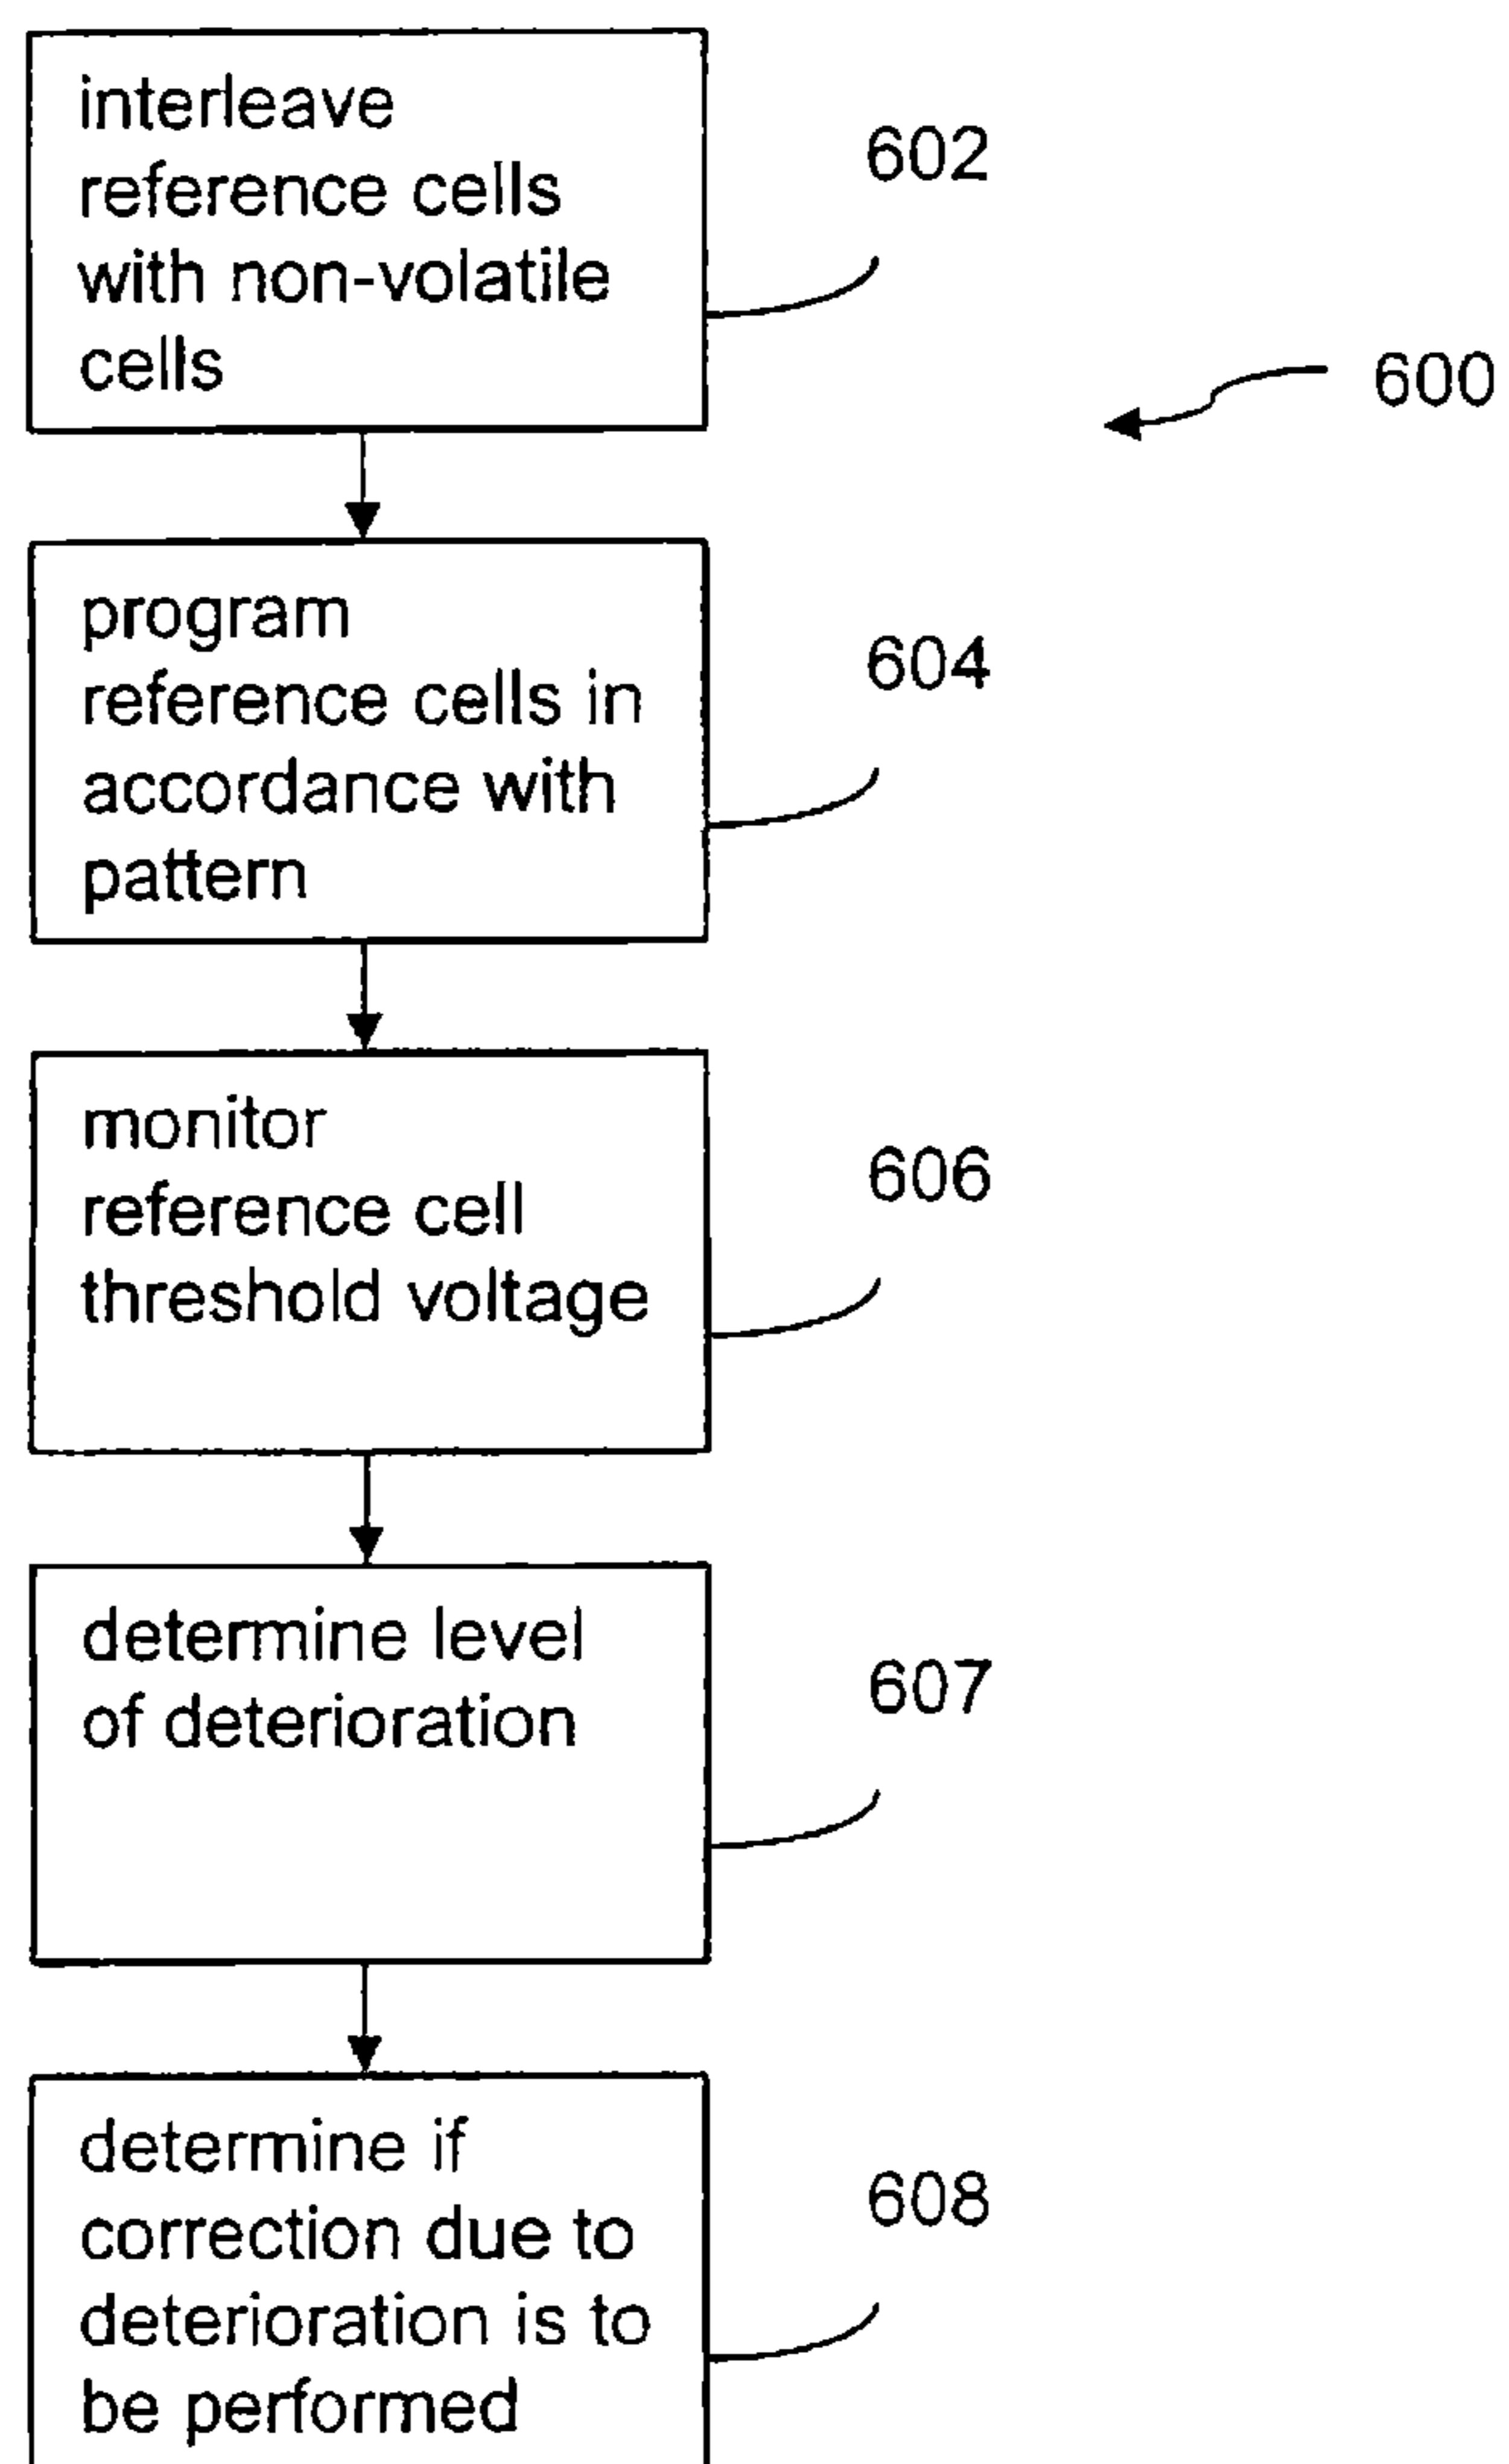 interleave
reference cells
with non-volatile
cells
602
600
program
reference cells in
accordance with
pattern
604
monitor
reference cell
threshold voltage
606
determine level
of deterioration
607
determine if
correction due to
deterioration is to
be performed
608